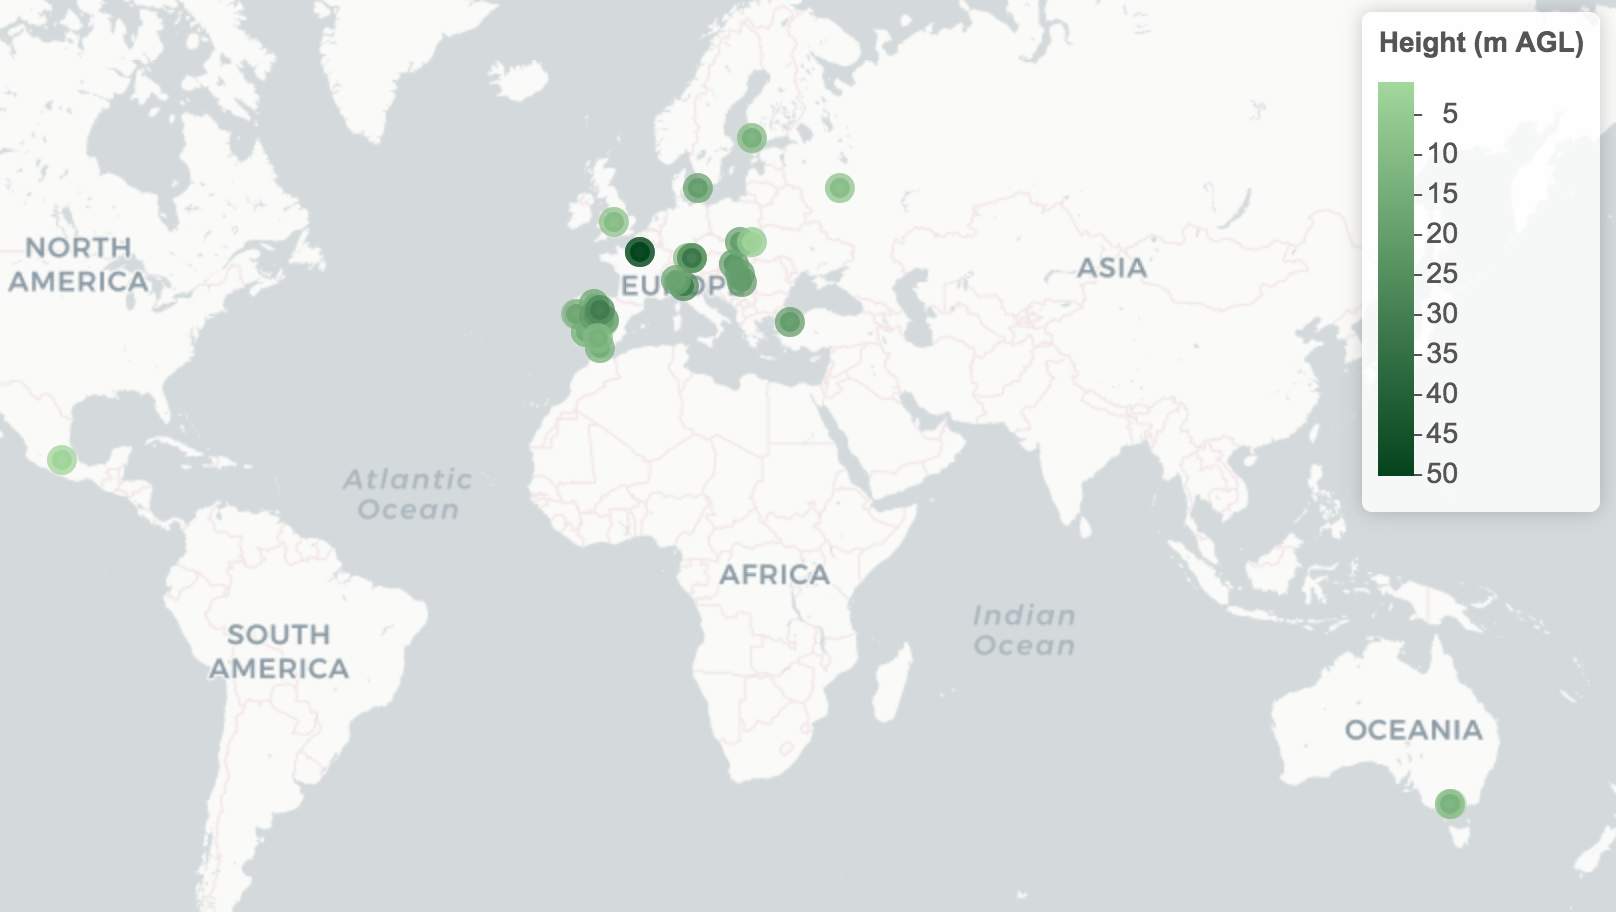 Height (m AGL)
5
10
15
20
25
30
35
40
45
50
NORTH
AMERICA
EUROP
ASIA
Atlantic
Ocean
AFRICA
Indian
Ocean
SOUTH
AMERICA
OCEANIA